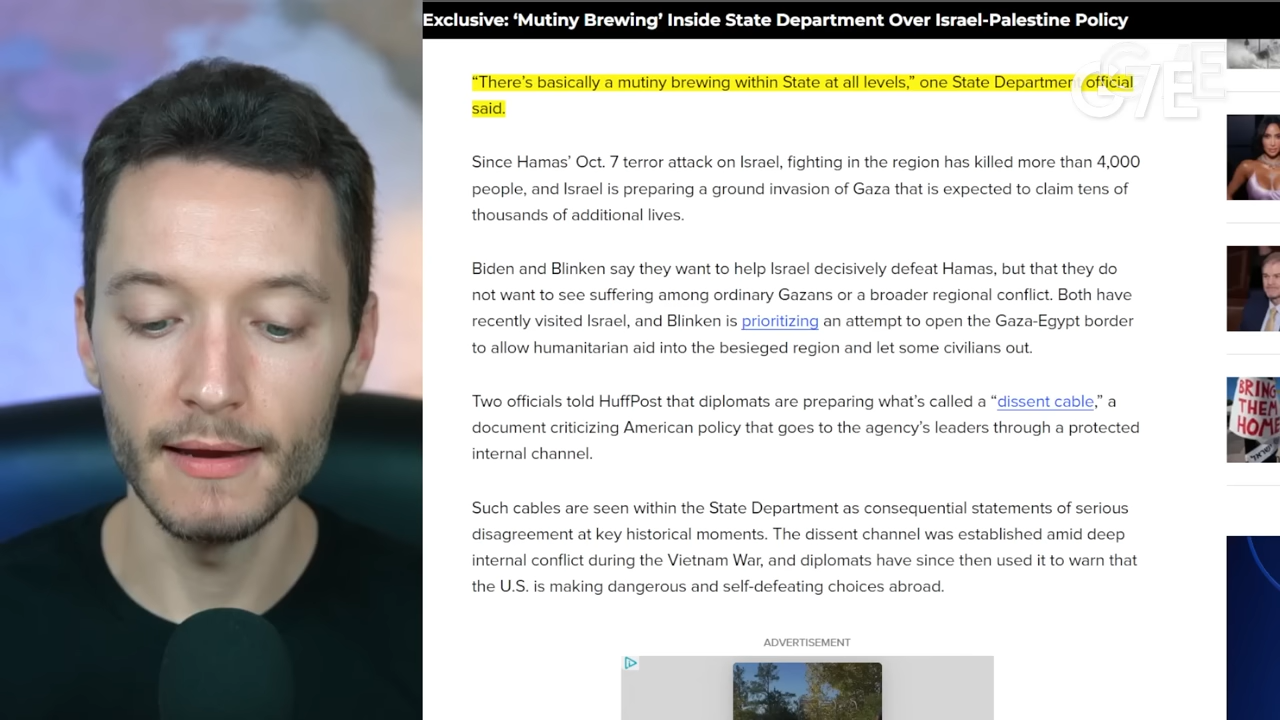 Exclusive: ‘Mutiny Brewing’ Inside State Department Over Israel-Palestine Policy
“There’s basically a mutiny brewing within State at all levels,” one State Department official
said.
Since Hamas’ Oct. 7 terror attack on Israel, fighting in the region has killed more than 4,000
people, and Israel is preparing a ground invasion of Gaza that is expected to claim tens of
thousands of additional lives.
Biden and Blinken say they want to help Israel decisively defeat Hamas, but that they do
not want to see suffering among ordinary Gazans or a broader regional conflict. Both have
recently visited Israel, and Blinken is prioritizing an attempt to open the Gaza-Egypt border
to allow humanitarian aid into the besieged region and let some civilians out.
Two officials told HuffPost that diplomats are preparing what’s called a “dissent cable,” a
document criticizing American policy that goes to the agency’s leaders through a protected
internal channel.
Such cables are seen within the State Department as consequential statements of serious
disagreement at key historical moments. The dissent channel was established amid deep
internal conflict during the Vietnam War, and diplomats have since then used it to warn that
the U.S. is making dangerous and self-defeating choices abroad.
ADVERTISEMENT
BRING
THEM
HOME